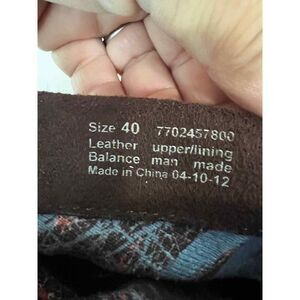 Size 40 7702457800
Leather upper/lining
Balance man made
Made in China 04-10-12